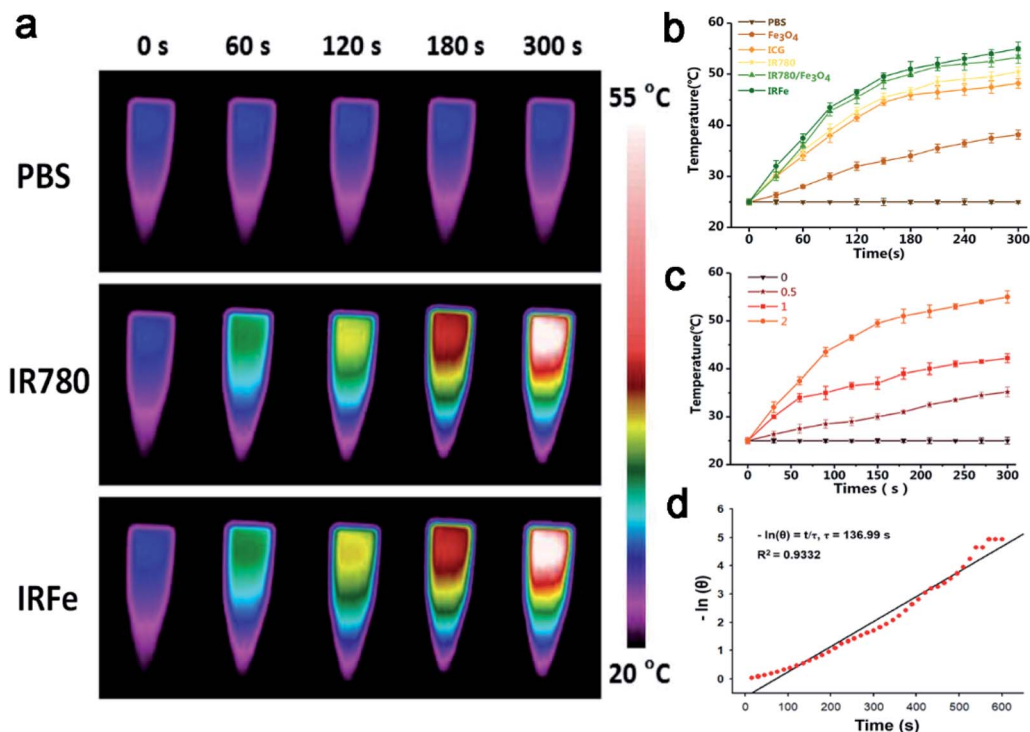 a
0 s 60 s 120 s 180 s 300 s
PBS
IR780
IRFe
55 °C
20 °C
b
PBS
Fe₃O₄
ICG
IR780
IR780/Fe₃O₄
IRFe
Temperature(℃)
60
50
40
30
20
0 60 120 180 240 300
Time(s)
c
0
0.5
1
2
Temperature(℃)
60
50
40
30
20
0 50 100 150 200 250 300
Times ( s )
d
- ln(θ) = t/τ, τ = 136.99 s
R² = 0.9332
- ln (θ)
6
5
4
3
2
1
0
0 100 200 300 400 500 600
Time (s)